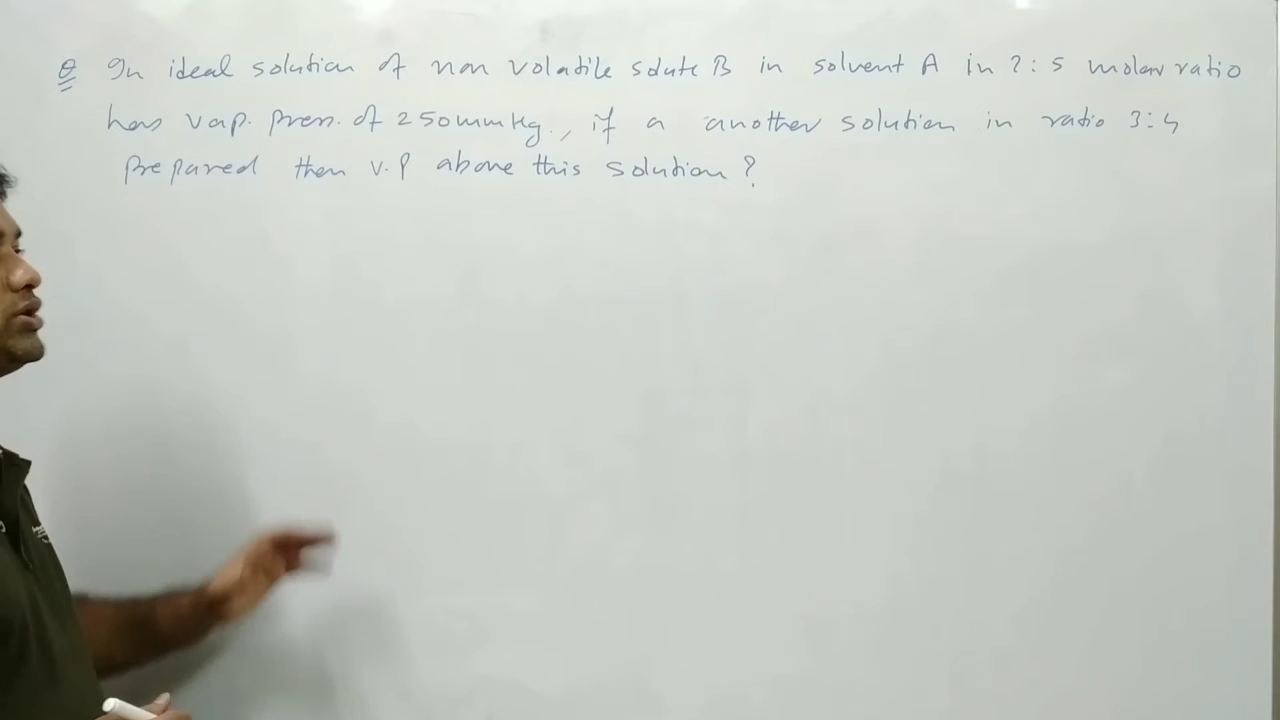 Q In ideal solution of non volatile solute B in solvent A in 2:5 molar ratio
has vap. press. of 250mmHg., if a another solution in ratio 3:4
prepared then v.p above this solution?